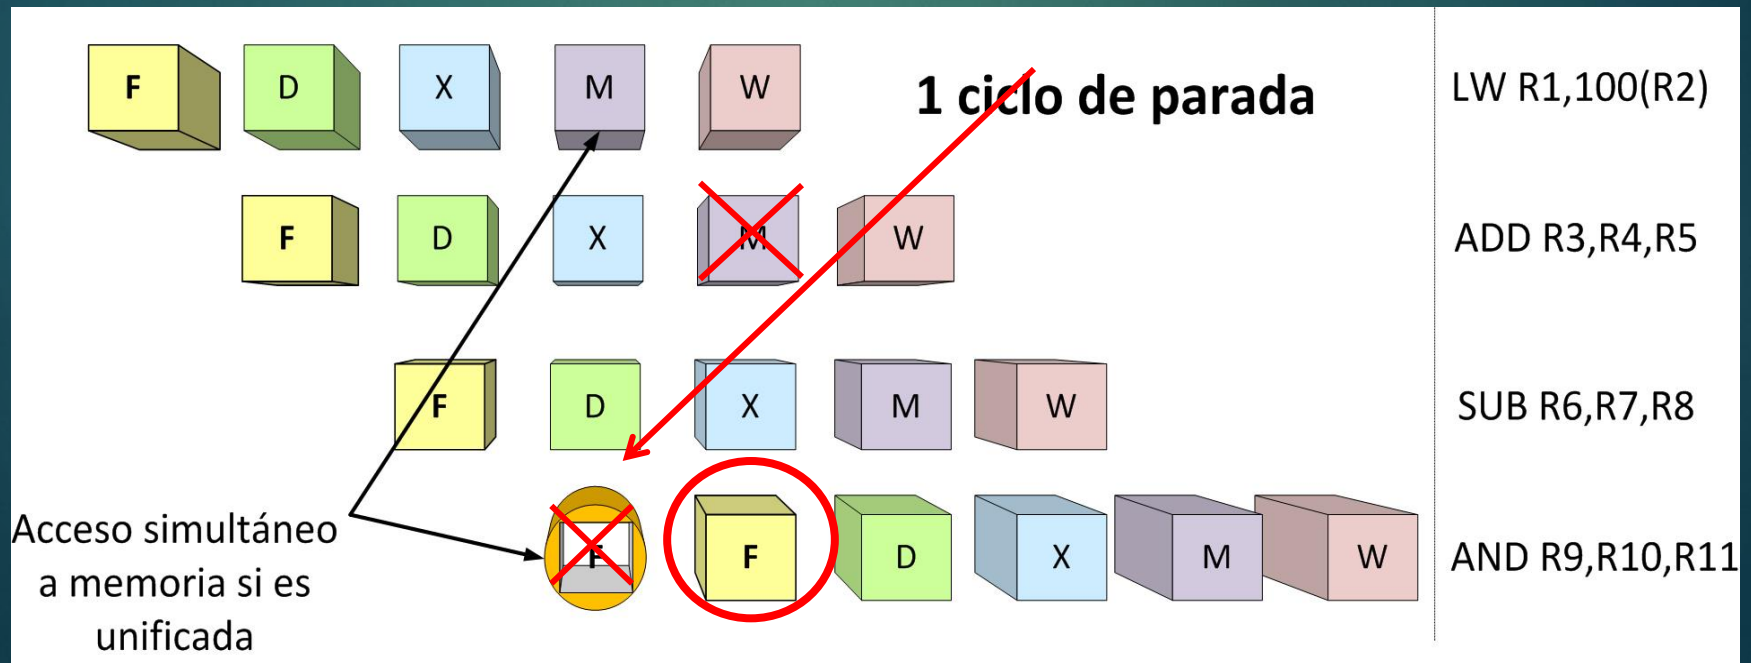 F D X M W 1 ciclo de parada LW R1,100(R2)
F D X M W ADD R3,R4,R5
F D X M W SUB R6,R7,R8
F F D X M W AND R9,R10,R11
Acceso simultáneo
a memoria si es
unificada